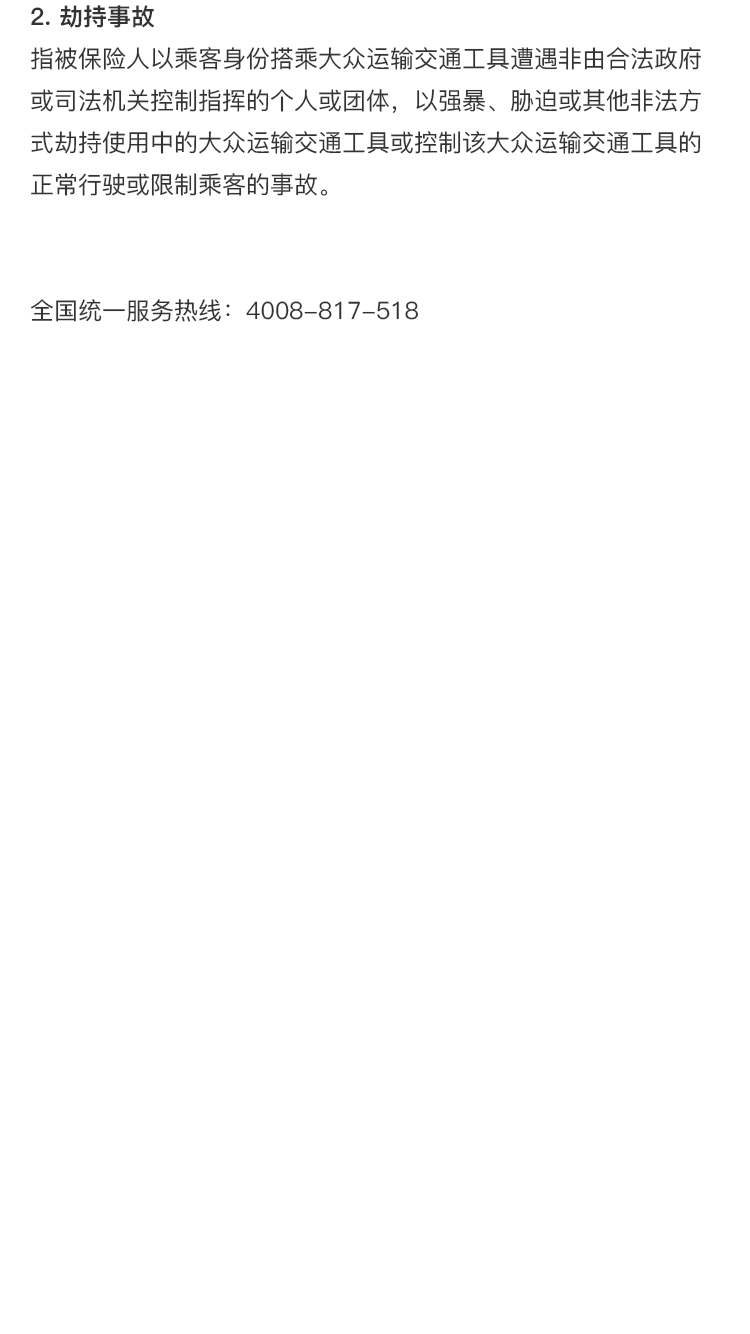 2. 劫持事故
指被保险人以乘客身份搭乘大众运输交通工具遭遇非由合法政府
或司法机关控制指挥的个人或团体，以强暴、胁迫或其他非法方
式劫持使用中的大众运输交通工具或控制该大众运输交通工具的
正常行驶或限制乘客的事故。
全国统一服务热线：4008-817-518